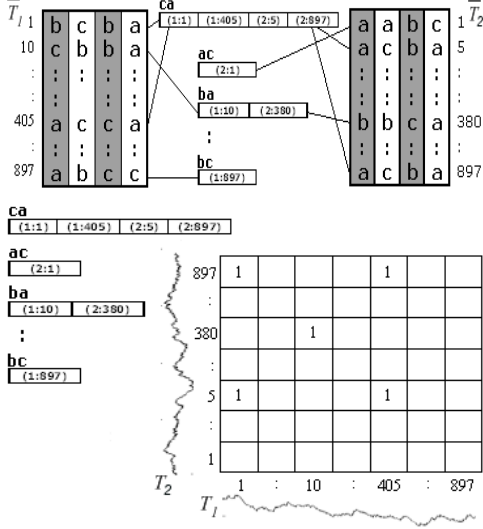 ca
(1:1) (1:405) (2:5) (2:897)
T̅1 T̅2
1 b c b a a a b c 1
10 c b b a a c b a 5
: : : : : :
: : : : : :
405 a c c a b b c a 380
: : : : : :
897 a b c c a c b a 897
ac
(2:1)
ba
(1:10) (2:380)
:
bc
(1:897)
ca
(1:1) (1:405) (2:5) (2:897)
ac
(2:1)
ba
(1:10) (2:380)
:
bc
(1:897)
897 1 1
:
380 1
:
5 1 1
:
1
T2 1 : 10 : 405 : 897
T1